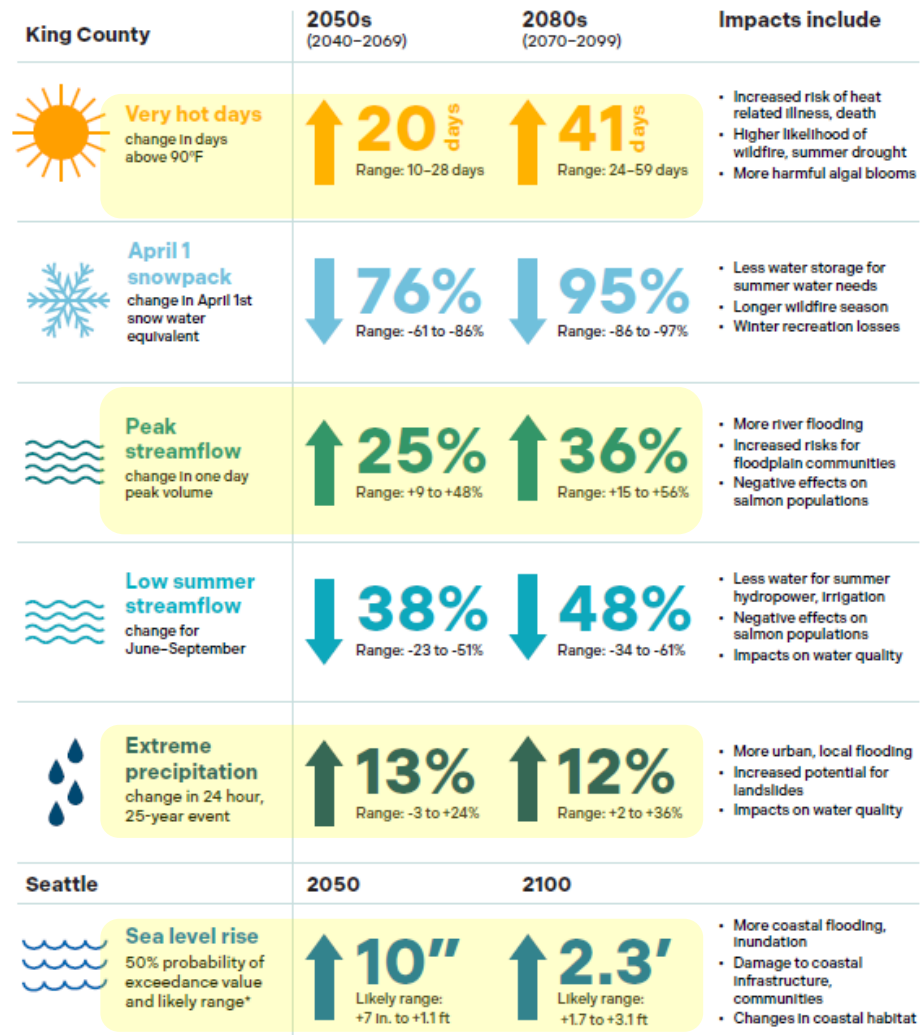 King County
2050s
(2040–2069)
2080s
(2070–2099)
Impacts include
Very hot days
change in days
above 90°F
20 days
Range: 10–28 days
41 days
Range: 24–59 days
• Increased risk of heat
related illness, death
• Higher likelihood of
wildfire, summer drought
• More harmful algal blooms
April 1
snowpack
change in April 1st
snow water
equivalent
76%
Range: -61 to -86%
95%
Range: -86 to -97%
• Less water storage for
summer water needs
• Longer wildfire season
• Winter recreation losses
Peak
streamflow
change in one day
peak volume
25%
Range: +9 to +48%
36%
Range: +15 to +56%
• More river flooding
• Increased risks for
floodplain communities
• Negative effects on
salmon populations
Low summer
streamflow
change for
June–September
38%
Range: -23 to -51%
48%
Range: -34 to -61%
• Less water for summer
hydropower, irrigation
• Negative effects on
salmon populations
• Impacts on water quality
Extreme
precipitation
change in 24 hour,
25-year event
13%
Range: -3 to +24%
12%
Range: +2 to +36%
• More urban, local flooding
• Increased potential for
landslides
• Impacts on water quality
Seattle
2050
2100
Sea level rise
50% probability of
exceedance value
and likely range*
10”
Likely range:
+7 in. to +1.1 ft
2.3’
Likely range:
+1.7 to +3.1 ft
• More coastal flooding,
inundation
• Damage to coastal
infrastructure,
communities
• Changes in coastal habitat